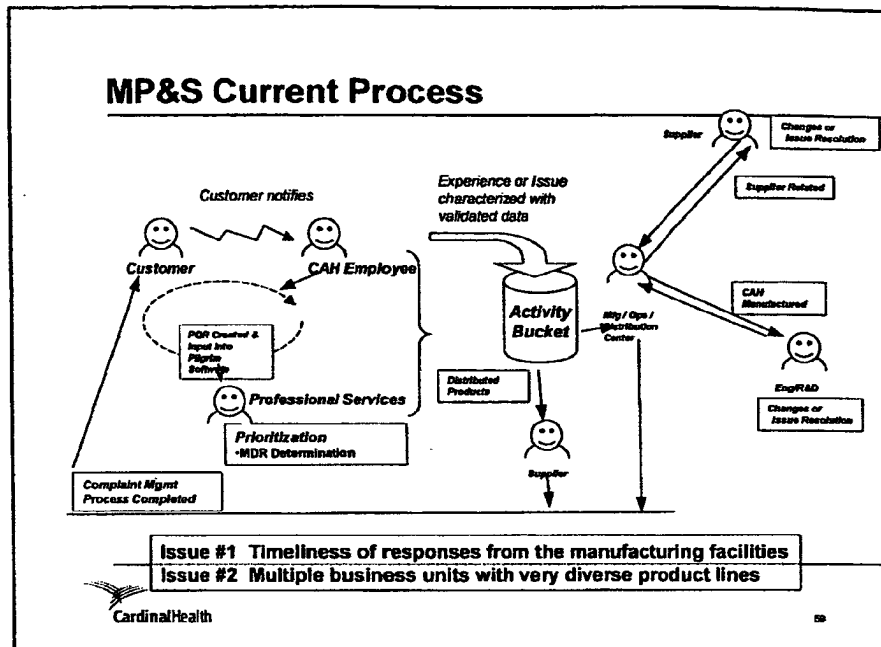 MP&S Current Process
Supplier
Changes or
Issue Resolution
Supplier Related
Customer notifies
Experience or Issue
characterized with
validated data
Customer
CAH Employee
Activity
Bucket
Mfg / Ops /
Distribution
Center
CAH
Manufactured
PQR Created &
Input into
Pilgrim
Software
Distributed
Products
Eng/R&D
Changes or
Issue Resolution
Professional Services
Prioritization
•MDR Determination
Supplier
Complaint Mgmt
Process Completed
Issue #1 Timeliness of responses from the manufacturing facilities
Issue #2 Multiple business units with very diverse product lines
CardinalHealth
59